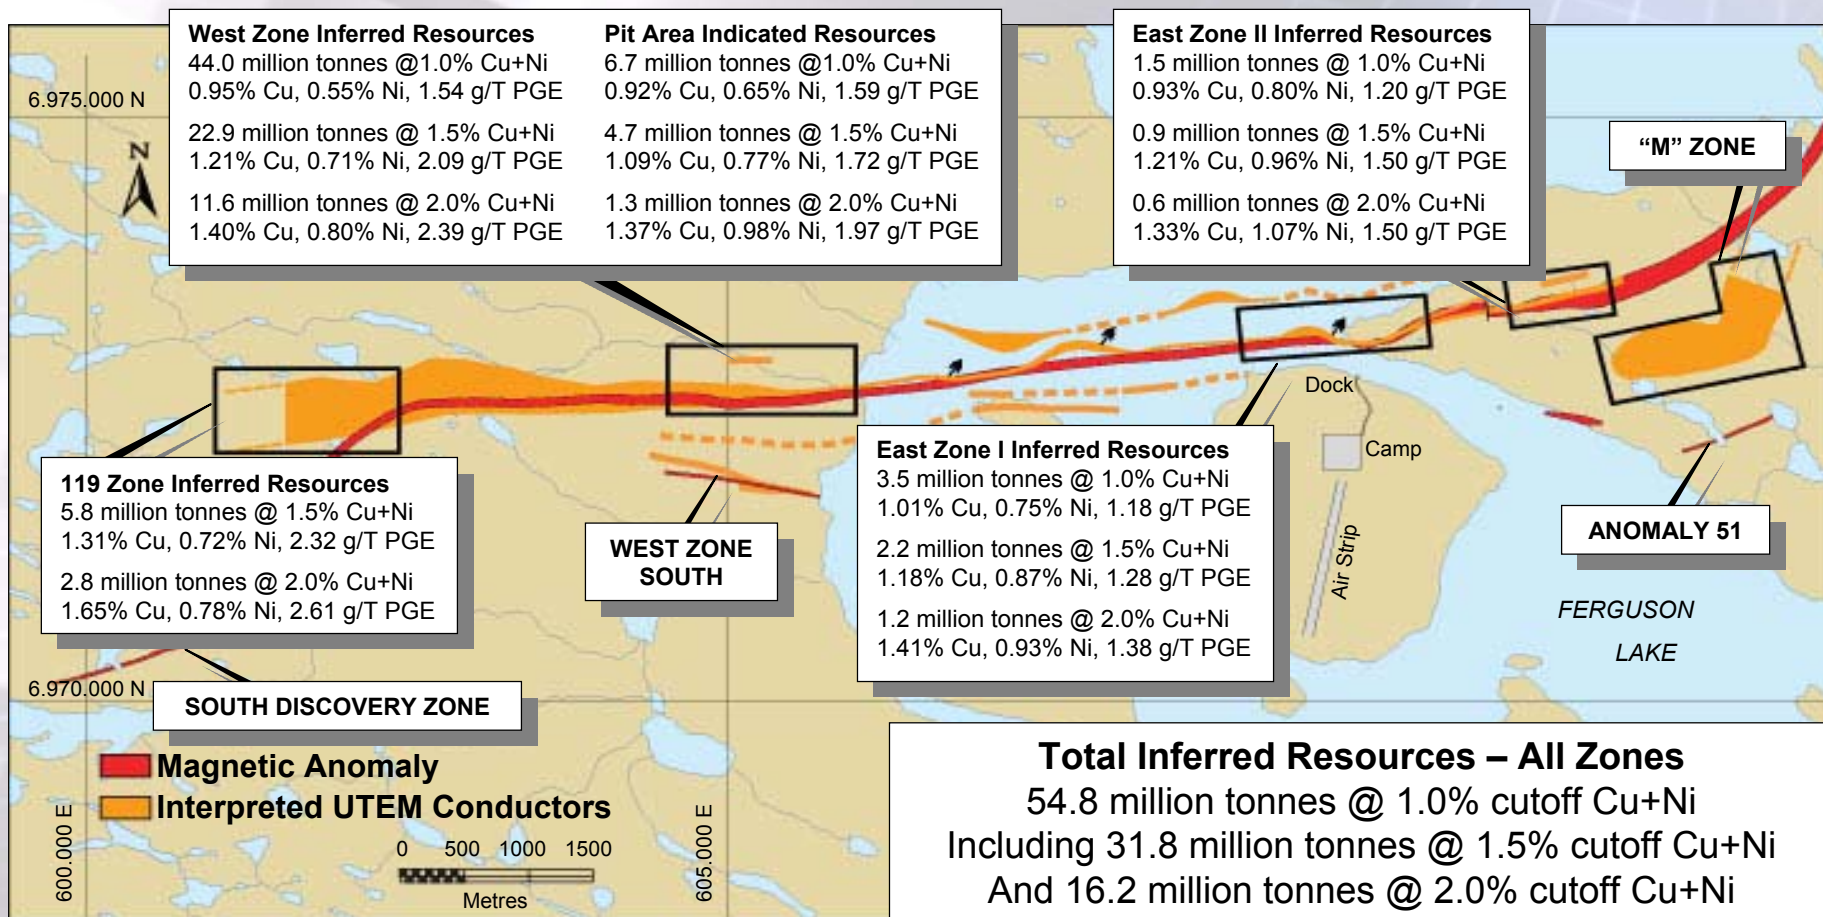 West Zone Inferred Resources
44.0 million tonnes @1.0% Cu+Ni
0.95% Cu, 0.55% Ni, 1.54 g/T PGE
22.9 million tonnes @ 1.5% Cu+Ni
1.21% Cu, 0.71% Ni, 2.09 g/T PGE
11.6 million tonnes @ 2.0% Cu+Ni
1.40% Cu, 0.80% Ni, 2.39 g/T PGE
Pit Area Indicated Resources
6.7 million tonnes @1.0% Cu+Ni
0.92% Cu, 0.65% Ni, 1.59 g/T PGE
4.7 million tonnes @ 1.5% Cu+Ni
1.09% Cu, 0.77% Ni, 1.72 g/T PGE
1.3 million tonnes @ 2.0% Cu+Ni
1.37% Cu, 0.98% Ni, 1.97 g/T PGE
East Zone II Inferred Resources
1.5 million tonnes @ 1.0% Cu+Ni
0.93% Cu, 0.80% Ni, 1.20 g/T PGE
0.9 million tonnes @ 1.5% Cu+Ni
1.21% Cu, 0.96% Ni, 1.50 g/T PGE
0.6 million tonnes @ 2.0% Cu+Ni
1.33% Cu, 1.07% Ni, 1.50 g/T PGE
6.975.000 N
N
“M” ZONE
Dock
Camp
Air Strip
119 Zone Inferred Resources
5.8 million tonnes @ 1.5% Cu+Ni
1.31% Cu, 0.72% Ni, 2.32 g/T PGE
2.8 million tonnes @ 2.0% Cu+Ni
1.65% Cu, 0.78% Ni, 2.61 g/T PGE
WEST ZONE
SOUTH
East Zone I Inferred Resources
3.5 million tonnes @ 1.0% Cu+Ni
1.01% Cu, 0.75% Ni, 1.18 g/T PGE
2.2 million tonnes @ 1.5% Cu+Ni
1.18% Cu, 0.87% Ni, 1.28 g/T PGE
1.2 million tonnes @ 2.0% Cu+Ni
1.41% Cu, 0.93% Ni, 1.38 g/T PGE
ANOMALY 51
FERGUSON
LAKE
6.970.000 N
SOUTH DISCOVERY ZONE
Magnetic Anomaly
Interpreted UTEM Conductors
600.000 E
605.000 E
0 500 1000 1500
Metres
Total Inferred Resources – All Zones
54.8 million tonnes @ 1.0% cutoff Cu+Ni
Including 31.8 million tonnes @ 1.5% cutoff Cu+Ni
And 16.2 million tonnes @ 2.0% cutoff Cu+Ni